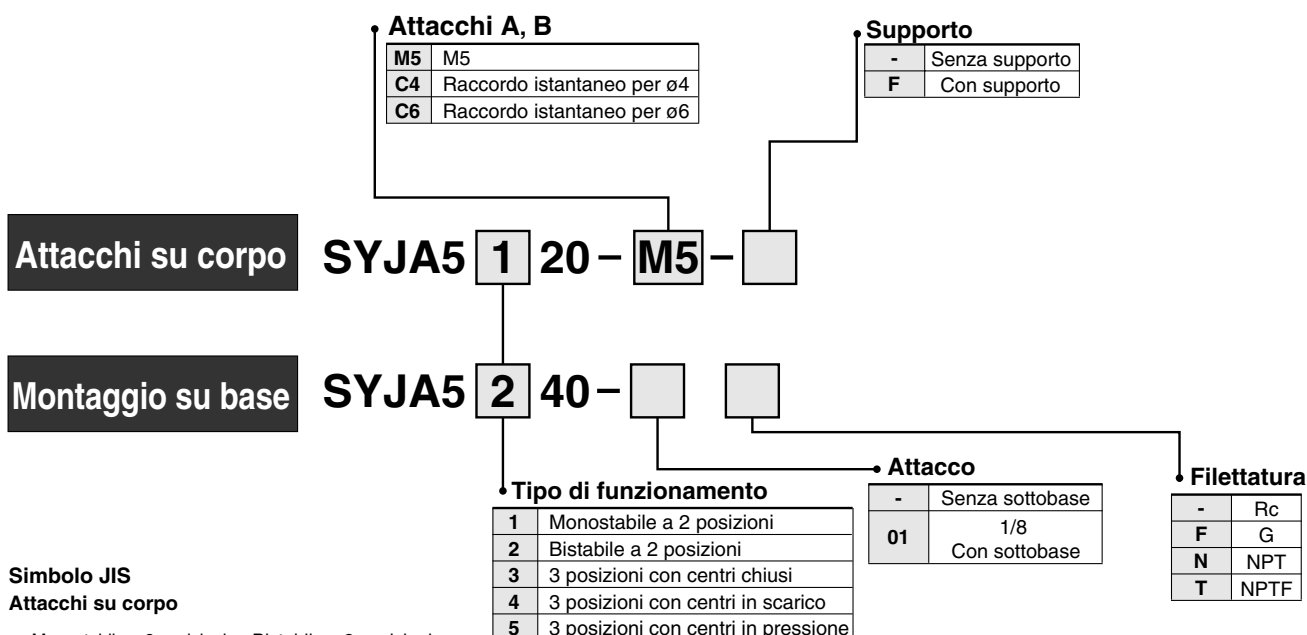 Attacchi A, B
M5 M5
C4 Raccordo istantaneo per ø4
C6 Raccordo istantaneo per ø6
Supporto
- Senza supporto
F Con supporto
Attacchi su corpo
SYJA5 1 20 – M5 –
Montaggio su base
SYJA5 2 40 –
Tipo di funzionamento
1 Monostabile a 2 posizioni
2 Bistabile a 2 posizioni
3 3 posizioni con centri chiusi
4 3 posizioni con centri in scarico
5 3 posizioni con centri in pressione
Attacco
- Senza sottobase
01 1/8
Con sottobase
Filettatura
- Rc
F G
N NPT
T NPTF
Simbolo JIS
Attacchi su corpo